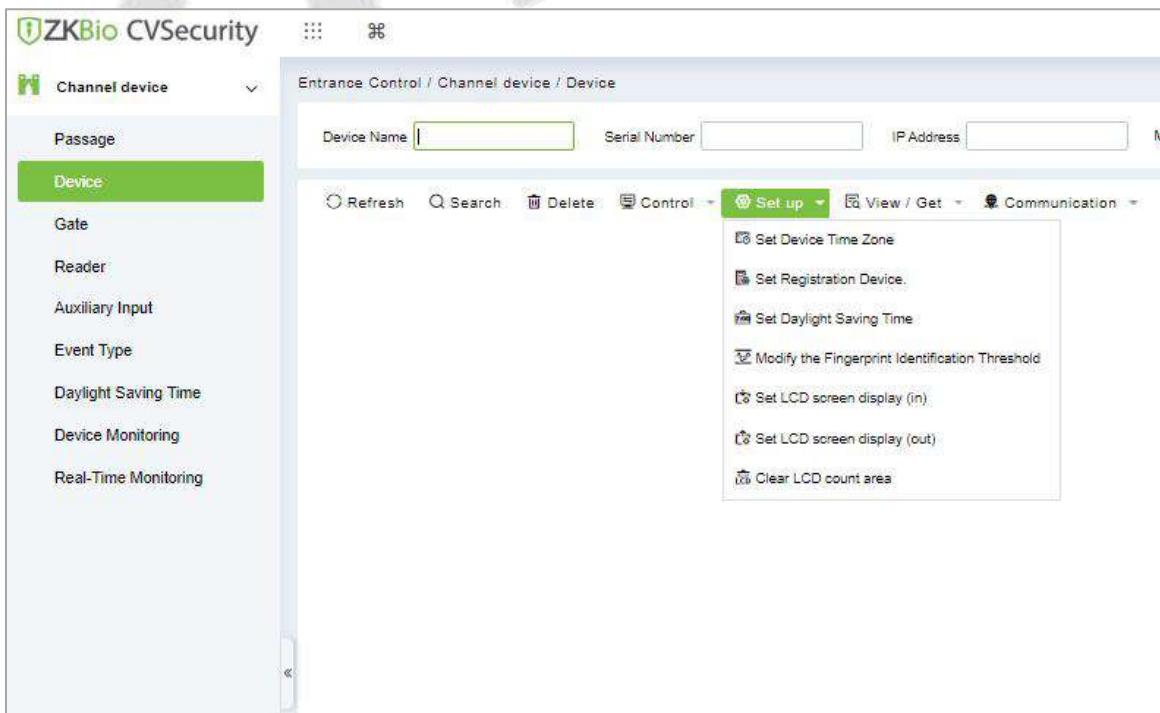 ZKBio CVSecurity
Channel device
Entrance Control / Channel device / Device
Passage
Device
Gate
Reader
Auxiliary Input
Event Type
Daylight Saving Time
Device Monitoring
Real-Time Monitoring
Device Name Serial Number IP Address
Refresh Search Delete Control Set up View / Get Communication
Set Device Time Zone
Set Registration Device.
Set Daylight Saving Time
Modify the Fingerprint Identification Threshold
Set LCD screen display (in)
Set LCD screen display (out)
Clear LCD count area